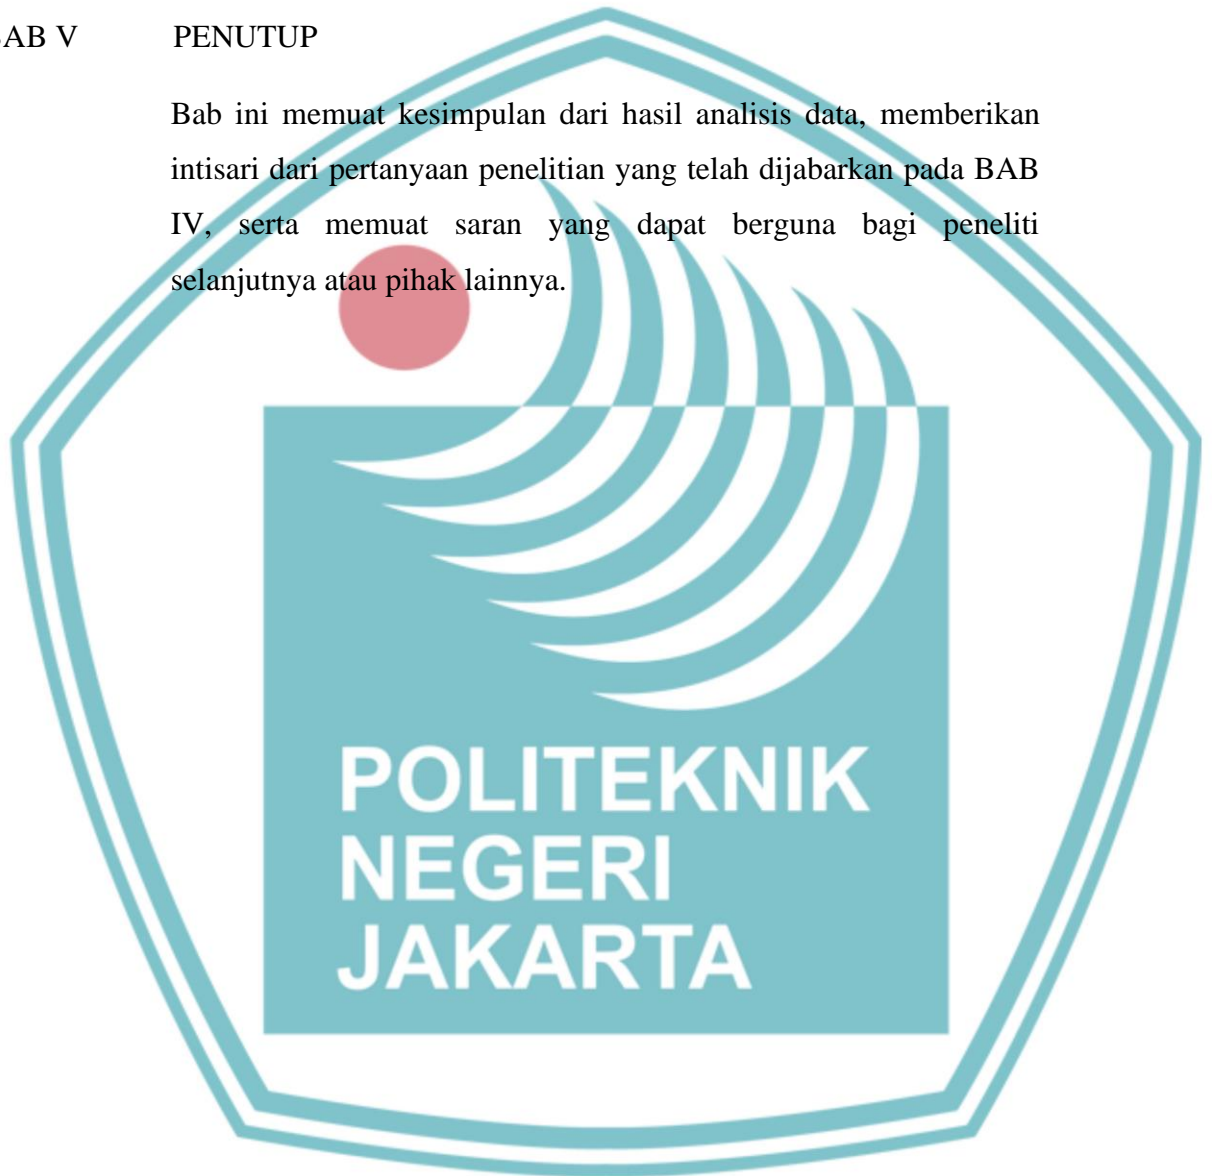 BAB V PENUTUP
Bab ini memuat kesimpulan dari hasil analisis data, memberikan
intisari dari pertanyaan penelitian yang telah dijabarkan pada BAB
IV, serta memuat saran yang dapat berguna bagi peneliti
selanjutnya atau pihak lainnya.
POLITEKNIK
NEGERI
JAKARTA